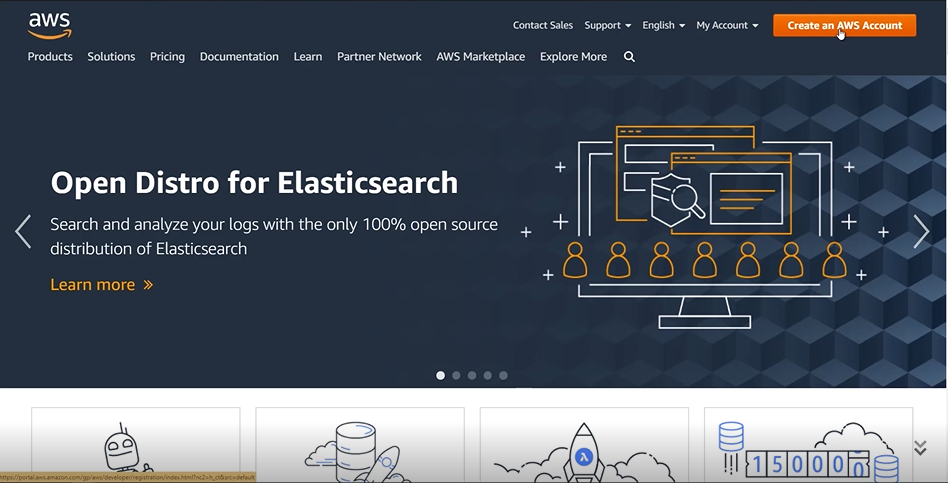 aws
Contact Sales Support English My Account Create an AWS Account
Products Solutions Pricing Documentation Learn Partner Network AWS Marketplace Explore More
Open Distro for Elasticsearch
Search and analyze your logs with the only 100% open source
distribution of Elasticsearch
Learn more »
15000
https://portal.aws.amazon.com/gp/aws/developer/registration/index.html?nc2=h_ct&src=default